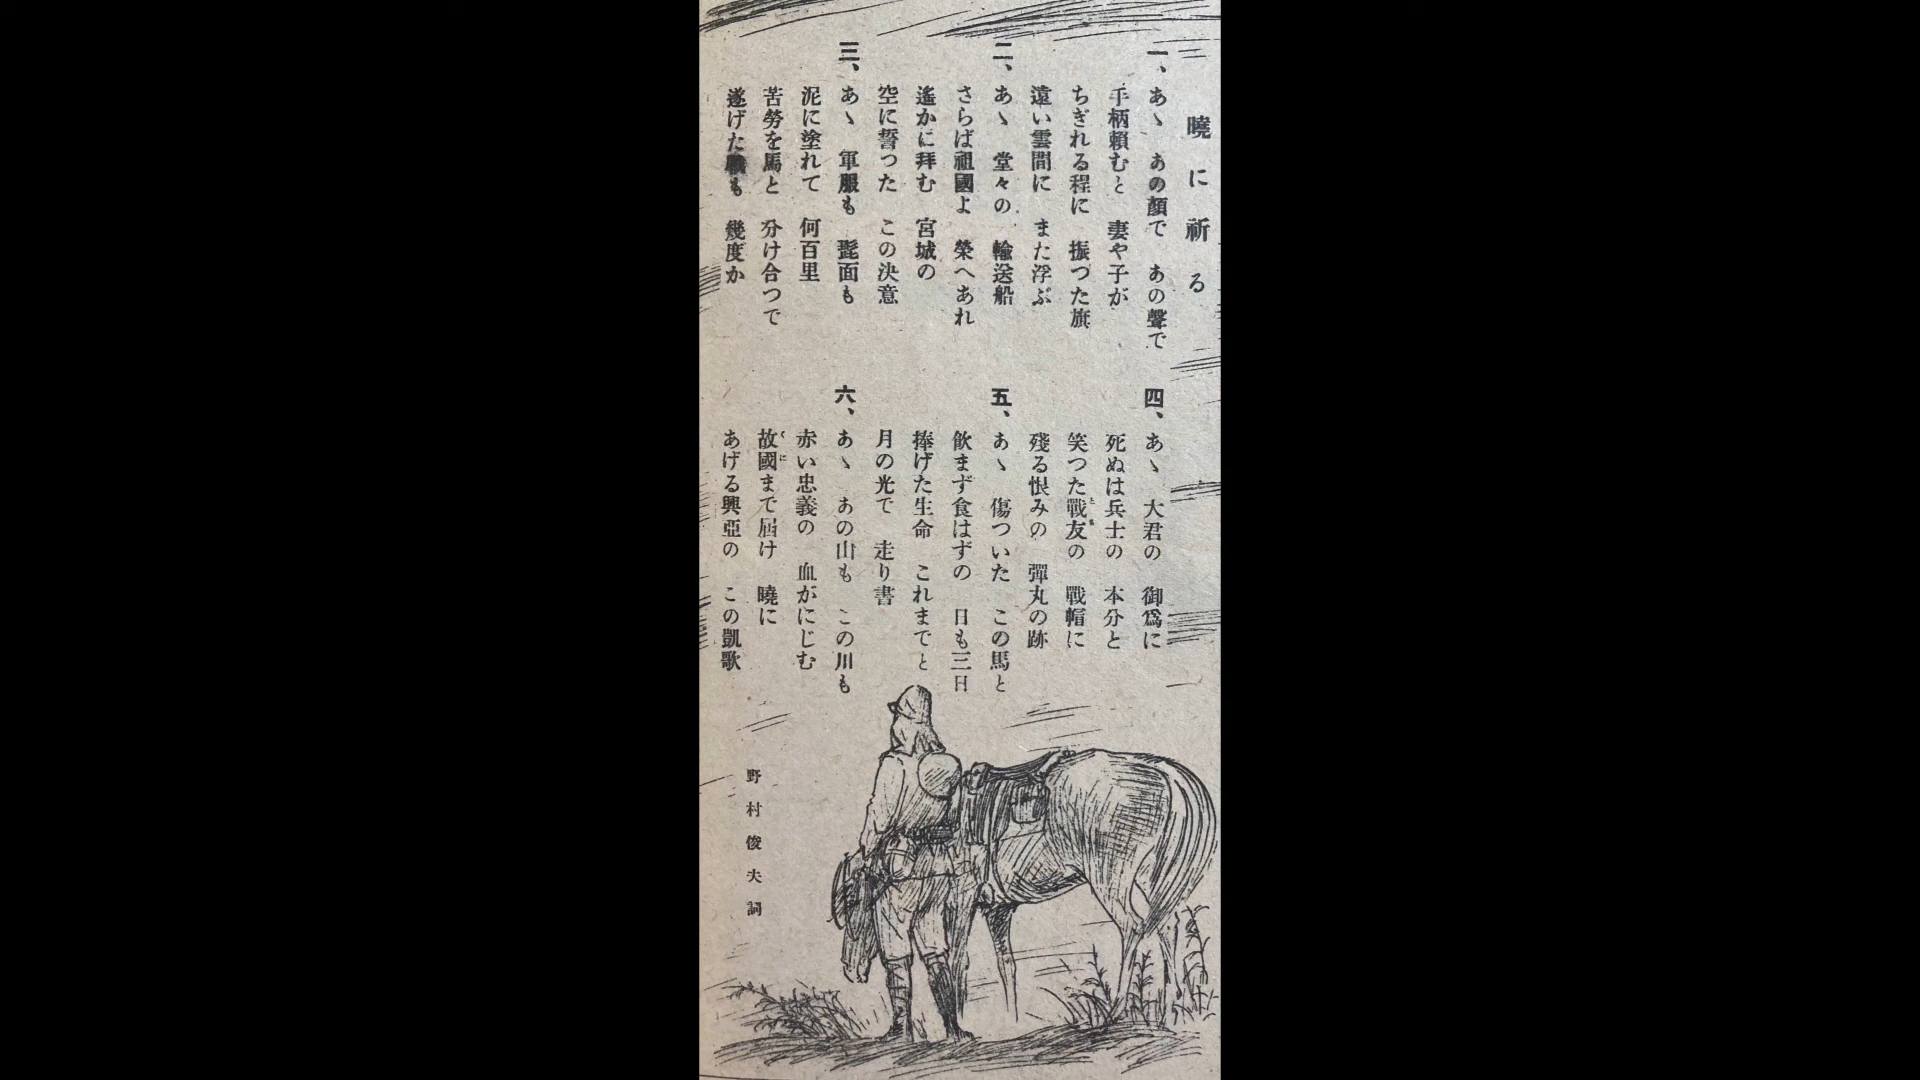 曉に祈る
一、あゝ あの顏で あの聲で
手柄賴むと 妻や子が
ちぎれる程に 振つた旗
遠い雲間に また浮ぶ
二、あゝ 堂々の 輸送船
さらば祖國よ 榮へあれ
遙かに拜む 宮城の
空に誓った この決意
三、あゝ 軍服も 髭面も
泥に塗れて 何百里
苦勞を馬と 分け合つて
遂げた戰も 幾度か
四、あゝ 大君の 御爲に
死ぬは兵士の 本分と
笑つた戰友の 戰帽に
殘る恨みの 彈丸の跡
五、あゝ 傷ついた この馬と
飮まず食はずの 日も三日
捧げた生命 これまでと
月の光で 走り書
六、あゝ あの山も この川も
赤い忠義の 血がにじむ
故國まで屆け 曉に
あげる興亞の この凱歌
野村俊夫詞